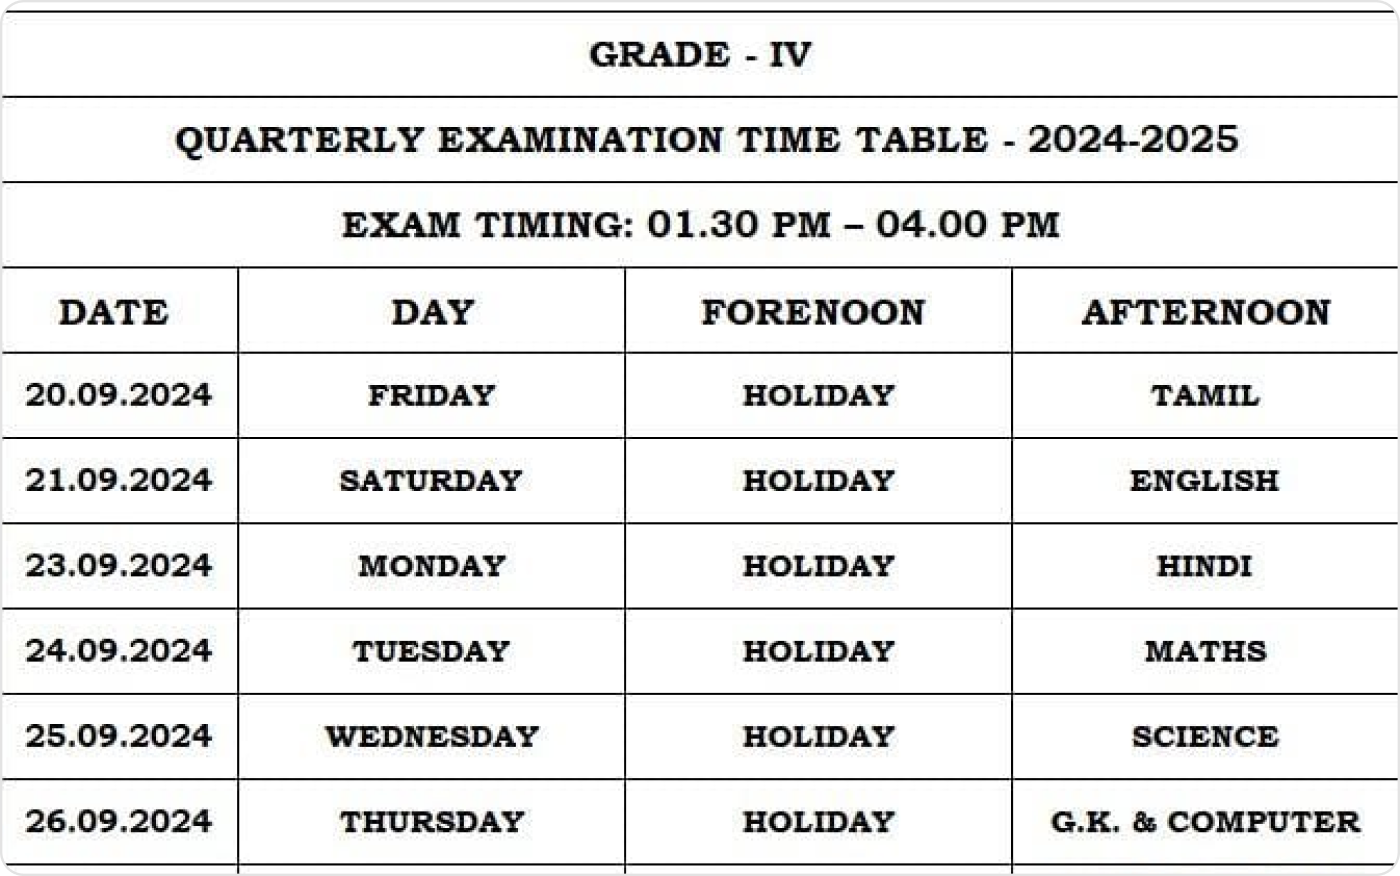 GRADE - IV
QUARTERLY EXAMINATION TIME TABLE - 2024-2025
EXAM TIMING: 01.30 PM – 04.00 PM
DATE DAY FORENOON AFTERNOON
20.09.2024 FRIDAY HOLIDAY TAMIL
21.09.2024 SATURDAY HOLIDAY ENGLISH
23.09.2024 MONDAY HOLIDAY HINDI
24.09.2024 TUESDAY HOLIDAY MATHS
25.09.2024 WEDNESDAY HOLIDAY SCIENCE
26.09.2024 THURSDAY HOLIDAY G.K. & COMPUTER